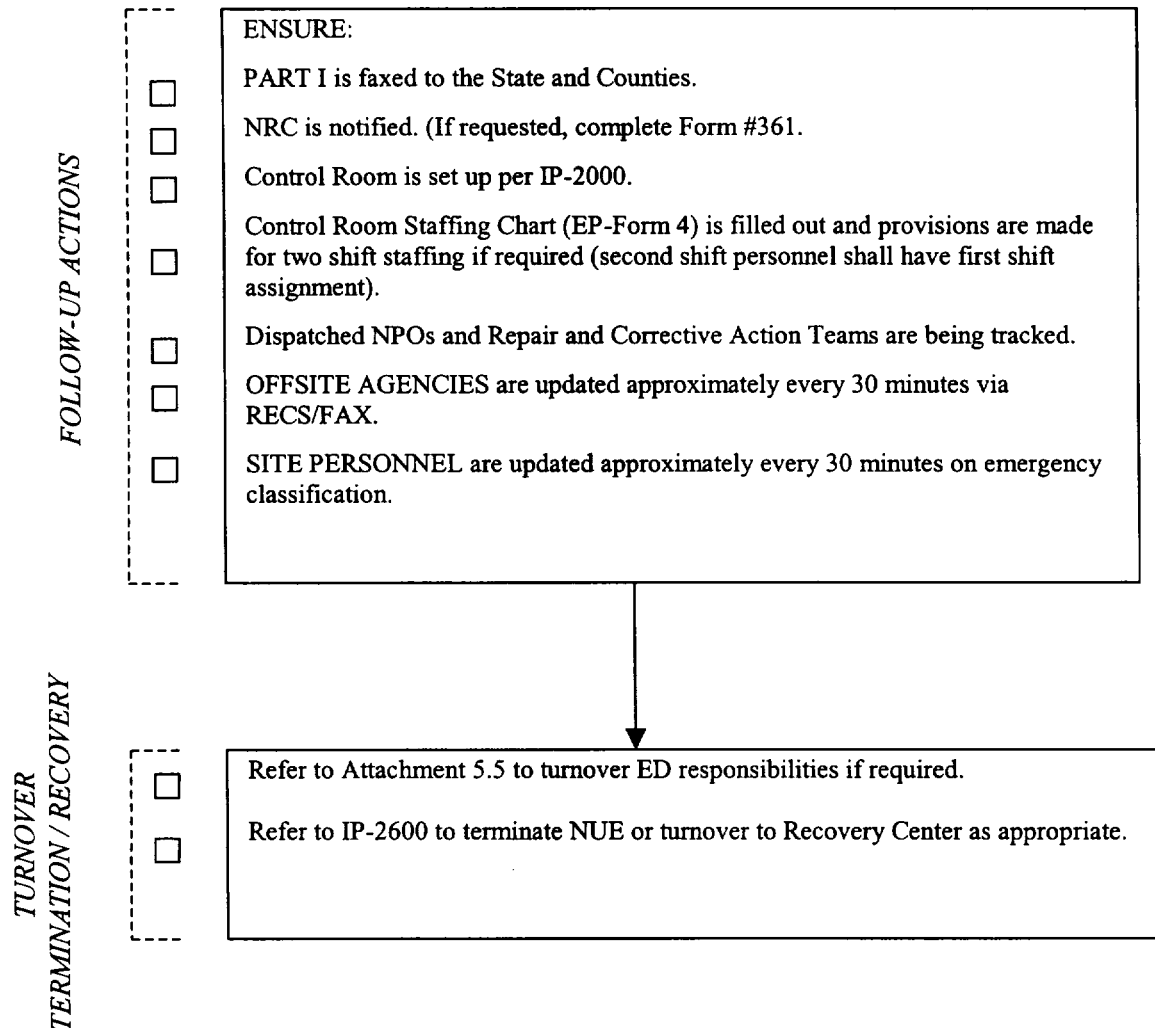 ENSURE:
PART I is faxed to the State and Counties.
NRC is notified. (If requested, complete Form #361.
Control Room is set up per IP-2000.
Control Room Staffing Chart (EP-Form 4) is filled out and provisions are made
for two shift staffing if required (second shift personnel shall have first shift
assignment).
Dispatched NPOs and Repair and Corrective Action Teams are being tracked.
OFFSITE AGENCIES are updated approximately every 30 minutes via
RECS/FAX.
SITE PERSONNEL are updated approximately every 30 minutes on emergency
classification.
FOLLOW-UP ACTIONS
Refer to Attachment 5.5 to turnover ED responsibilities if required.
Refer to IP-2600 to terminate NUE or turnover to Recovery Center as appropriate.
TURNOVER
TERMINATION / RECOVERY